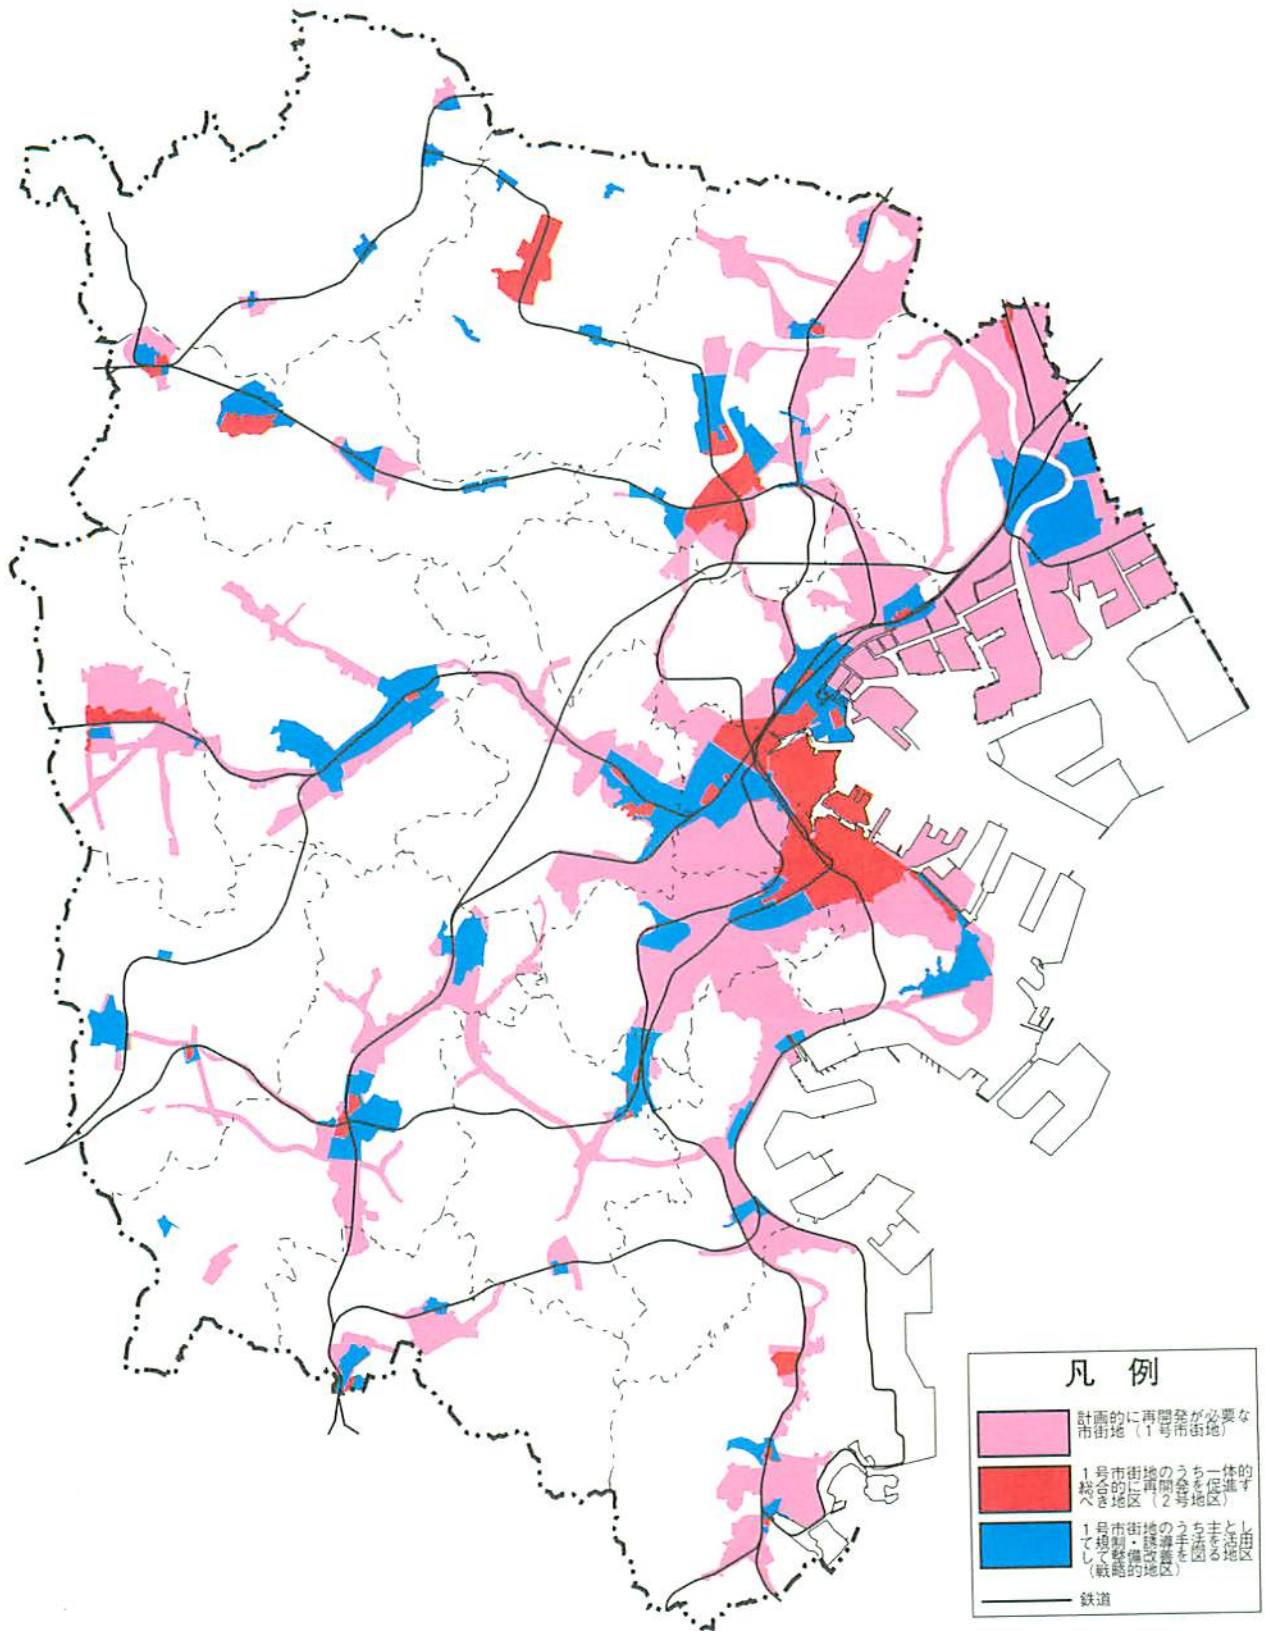 凡 例
計画的に再開発が必要な
市街地（1号市街地）
1号市街地のうち一体的
総合的に再開発を促進す
べき地区（2号地区）
1号市街地のうち主とし
て規制・誘導手法を活用
して整備改善を図る地区
（戦略的地区）
鉄道